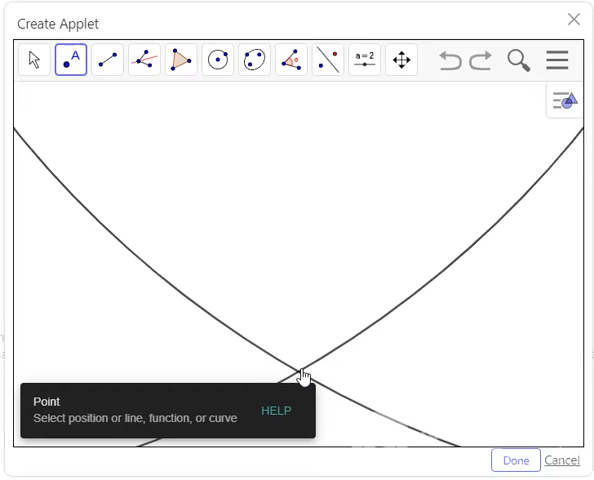 Create Applet
A
a=2
Point
Select position or line, function, or curve
HELP
Done
Cancel